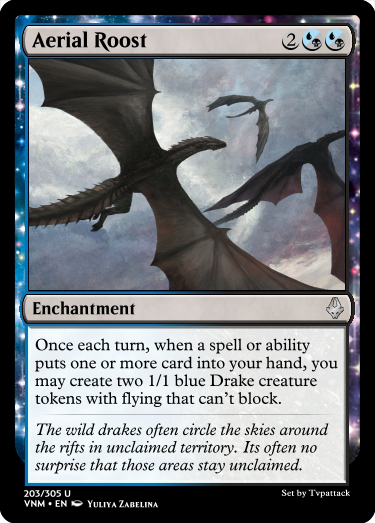 Aerial Roost 2
Enchantment
Once each turn, when a spell or ability
puts one or more card into your hand, you
may create two 1/1 blue Drake creature
tokens with flying that can't block.
The wild drakes often circle the skies around
the rifts in unclaimed territory. Its often no
surprise that those areas stay unclaimed.
203/305 U
VNM • EN Yuliya Zabelina
Set by Tvpattack